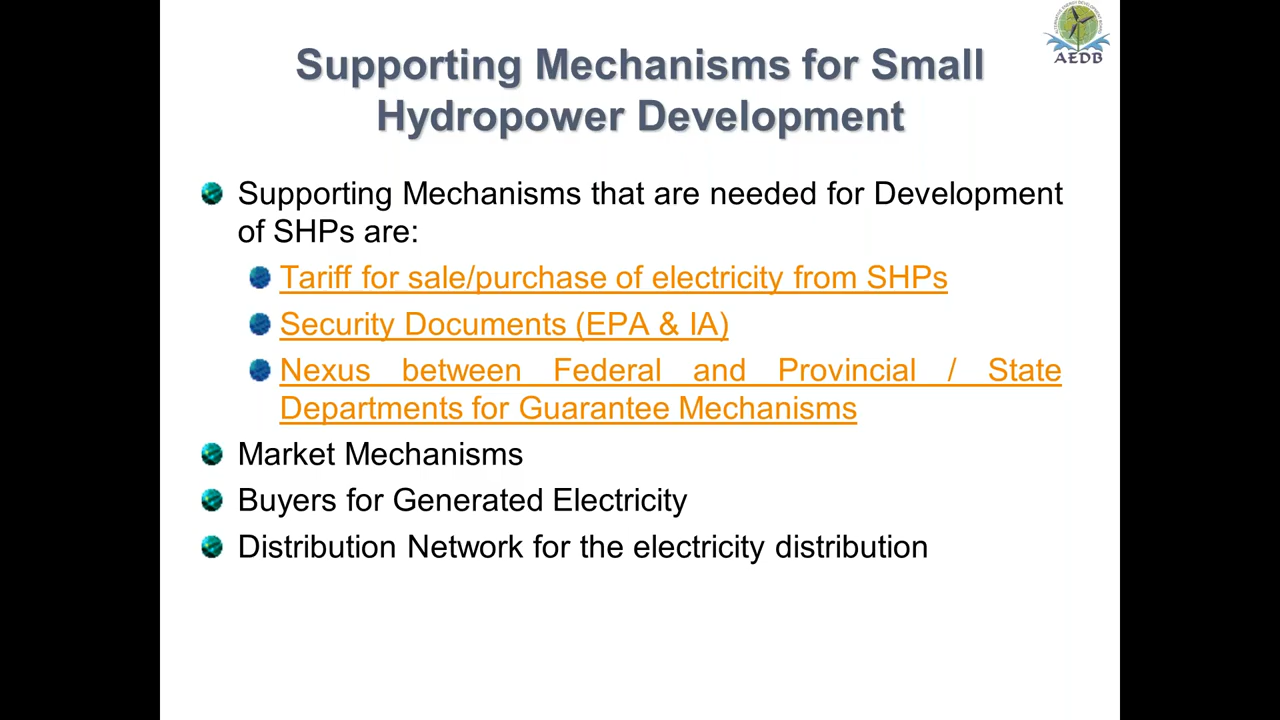 AEDB
Supporting Mechanisms for Small
Hydropower Development
Supporting Mechanisms that are needed for Development
of SHPs are:
Tariff for sale/purchase of electricity from SHPs
Security Documents (EPA & IA)
Nexus between Federal and Provincial / State
Departments for Guarantee Mechanisms
Market Mechanisms
Buyers for Generated Electricity
Distribution Network for the electricity distribution